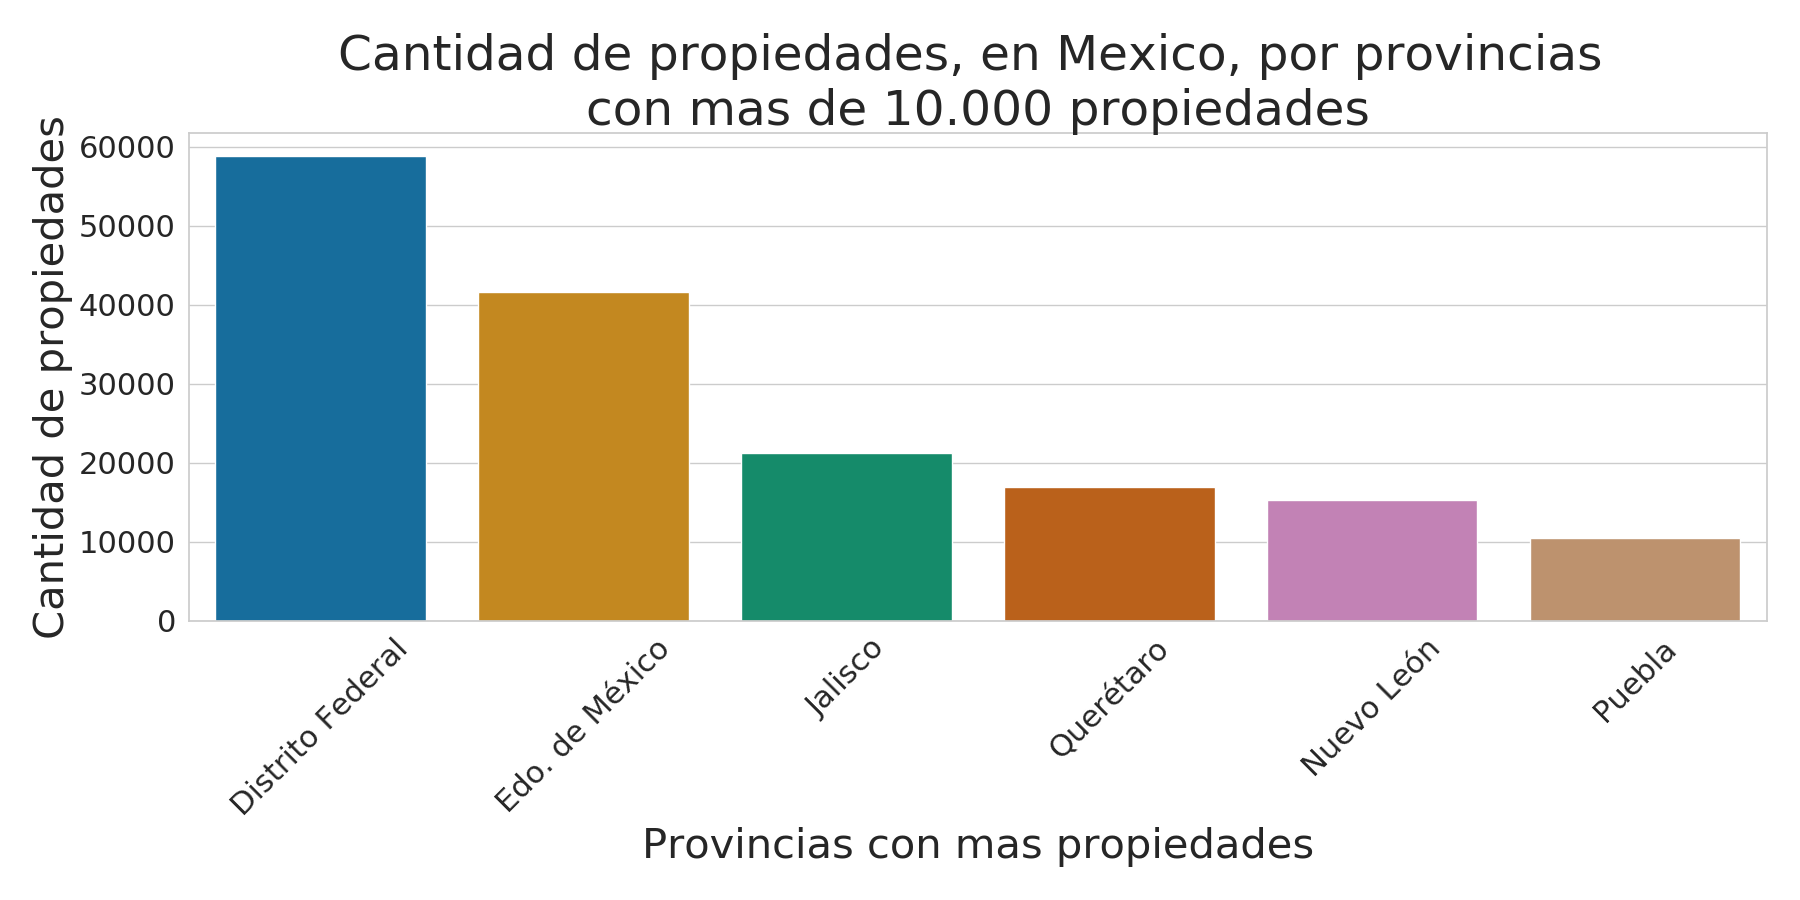 Cantidad de propiedades, en Mexico, por provincias
con mas de 10.000 propiedades
Cantidad de propiedades
60000
50000
40000
30000
20000
10000
0
Distrito Federal
Edo. de México
Jalisco
Querétaro
Nuevo León
Puebla
Provincias con mas propiedades